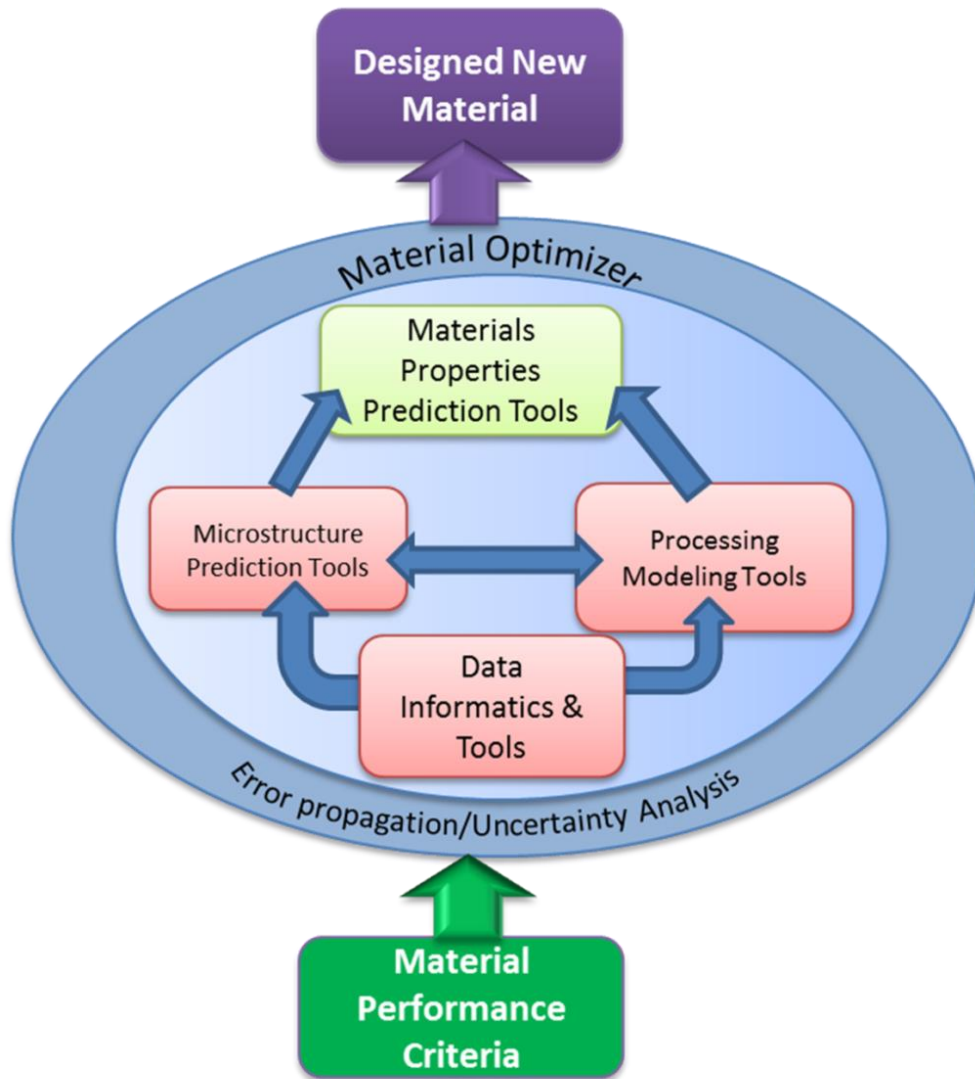 Designed New
Material
Material Optimizer
Materials
Properties
Prediction Tools
Microstructure
Prediction Tools
Processing
Modeling Tools
Data
Informatics &
Tools
Error propagation/Uncertainty Analysis
Material
Performance
Criteria